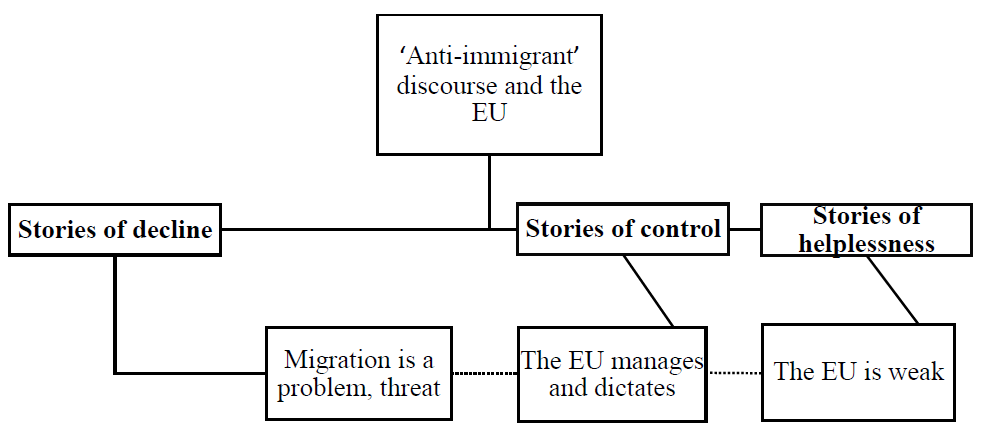 ‘Anti-immigrant’
discourse and the
EU
Stories of decline
Stories of control
Stories of
helplessness
Migration is a
problem, threat
The EU manages
and dictates
The EU is weak